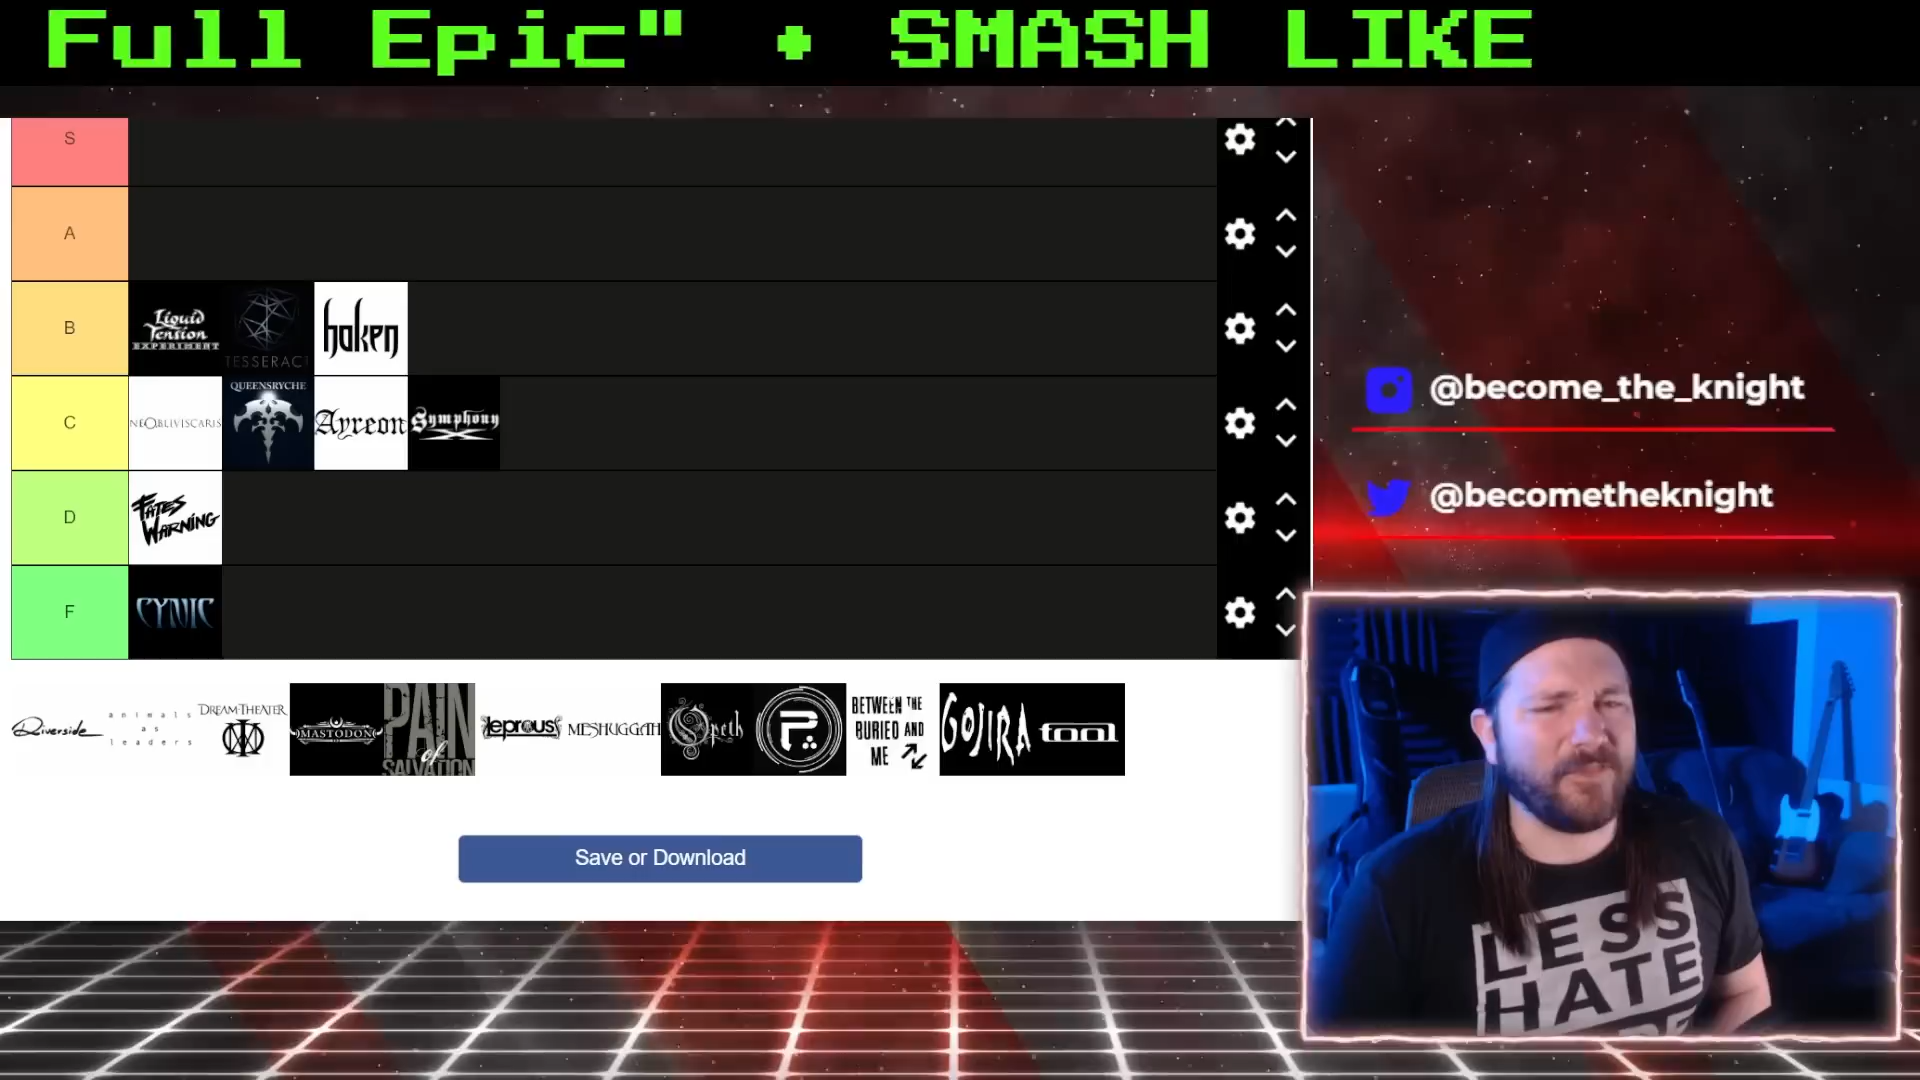 Full Epic" + SMASH LIKE
S
A
B
Liquid Tension EXPERIMENT
TESSERACT
haken
C
NE OBLIVISCARIS
QUEENSRYCHE
Ayreon
Symphony X
D
FATES WARNING
F
CYNIC
Riverside
animals as leaders
DREAM THEATER
MASTODON
PAIN of SALVATION
leprous
MESHUGGAH
Opeth
P
BETWEEN THE BURIED AND ME
GOJIRA
tool
Save or Download
@become_the_knight
@becometheknight
LESS
HATE